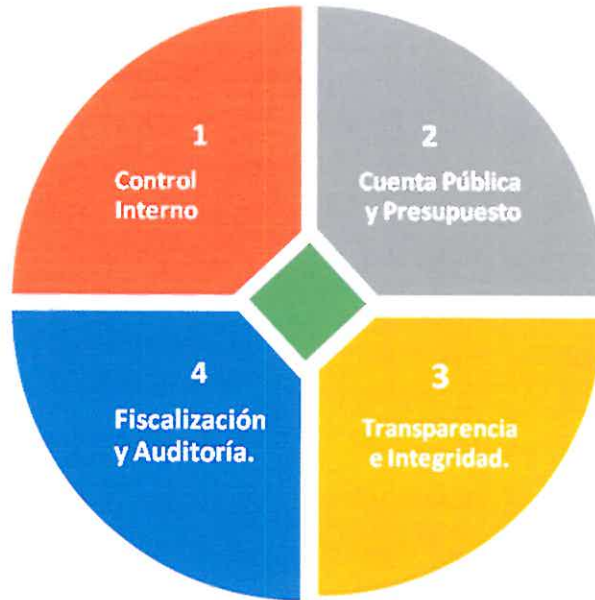 1
Control
Interno
2
Cuenta Pública
y Presupuesto
3
Transparencia
e Integridad.
4
Fiscalización
y Auditoría.